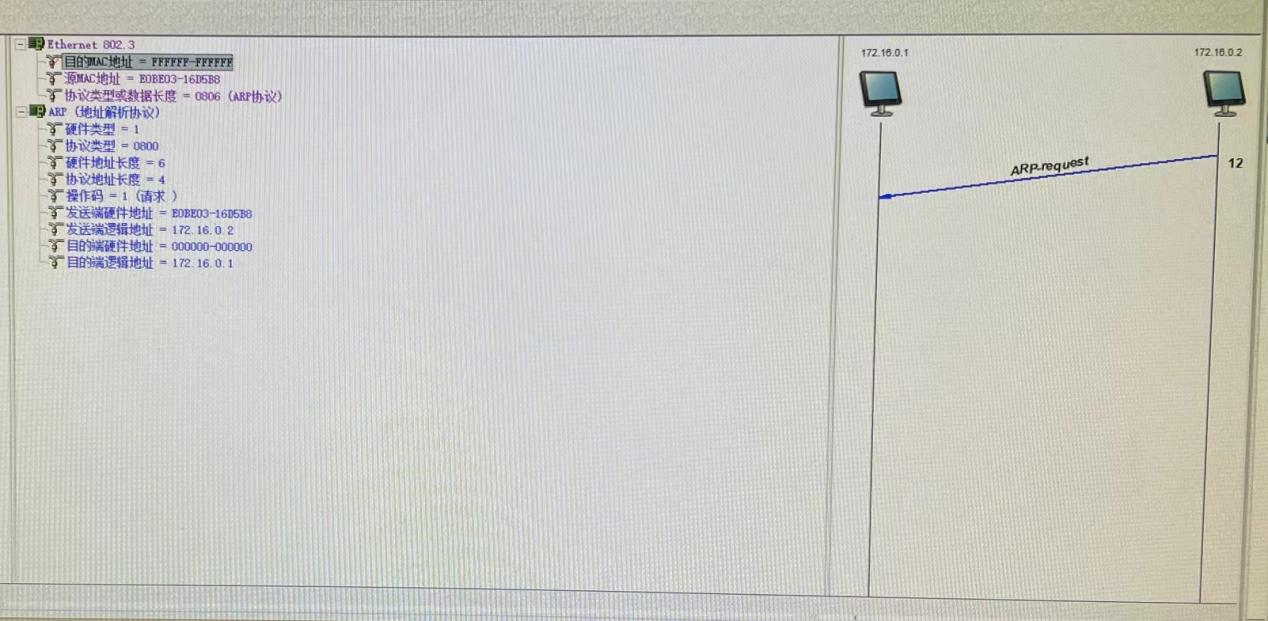 Ethernet 802.3
目的MAC地址 = FFFFFF-FFFFFF
源MAC地址 = E0BE03-16D5B8
协议类型或数据长度 = 0806 (ARP协议)
ARP (地址解析协议)
硬件类型 = 1
协议类型 = 0800
硬件地址长度 = 6
协议地址长度 = 4
操作码 = 1 (请求 )
发送端硬件地址 = E0BE03-16D5B8
发送端逻辑地址 = 172.16.0.2
目的端硬件地址 = 000000-000000
目的端逻辑地址 = 172.16.0.1
172.16.0.1
172.16.0.2
ARP-request
12